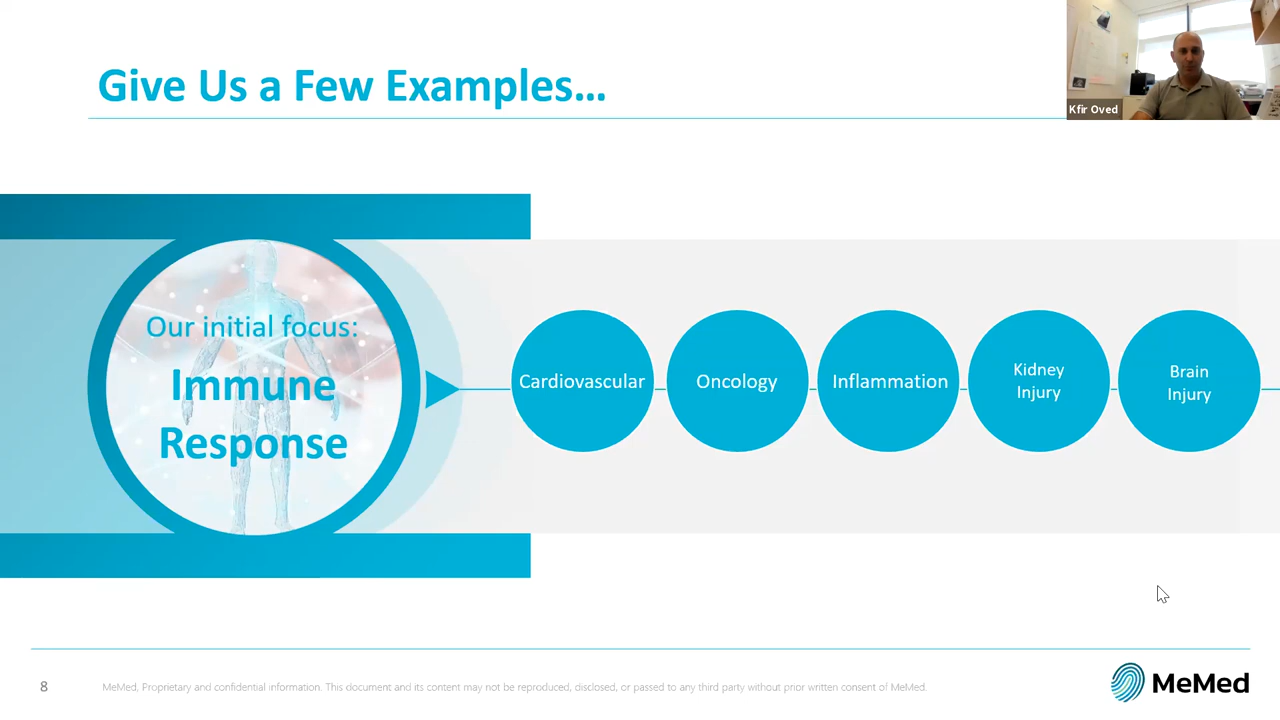 Give Us a Few Examples...
Kfir Oved
Our initial focus:
Immune
Response
Cardiovascular
Oncology
Inflammation
Kidney
Injury
Brain
Injury
8
MeMed, Proprietary and confidential information. This document and its content may not be reproduced, disclosed, or passed to any third party without prior written consent of MeMed.
MeMed